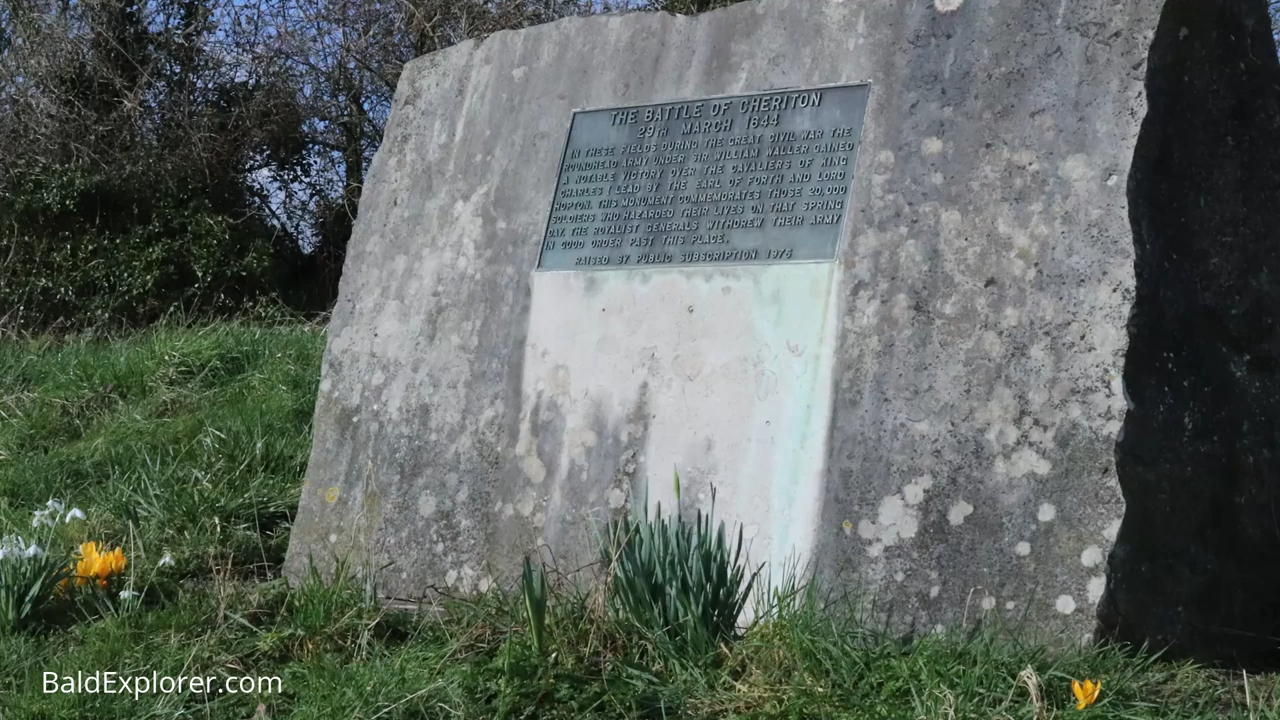 THE BATTLE OF CHERITON
29TH MARCH 1644
IN THESE FIELDS DURING THE GREAT CIVIL WAR THE
ROUNDHEAD ARMY UNDER SIR WILLIAM WALLER GAINED
A NOTABLE VICTORY OVER THE CAVALIERS OF KING
CHARLES I LEAD BY THE EARL OF FORTH AND LORD
HOPTON. THIS MONUMENT COMMEMORATES THOSE 20,000
SOLDIERS WHO HAZARDED THEIR LIVES ON THAT SPRING
DAY. THE ROYALIST GENERALS WITHDREW THEIR ARMY
IN GOOD ORDER PAST THIS PLACE.
RAISED BY PUBLIC SUBSCRIPTION 1975
BaldExplorer.com